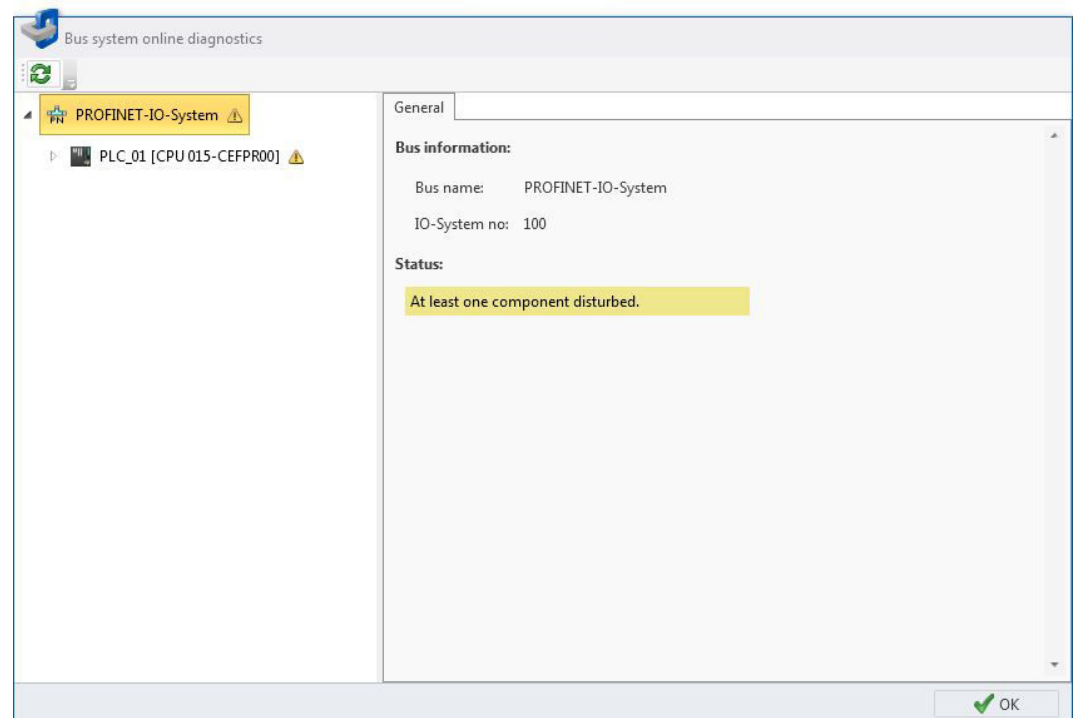 Bus system online diagnostics
PROFINET-IO-System
PLC_01 [CPU 015-CEFPR00]
General
Bus information:
Bus name: PROFINET-IO-System
IO-System no: 100
Status:
At least one component disturbed.
OK